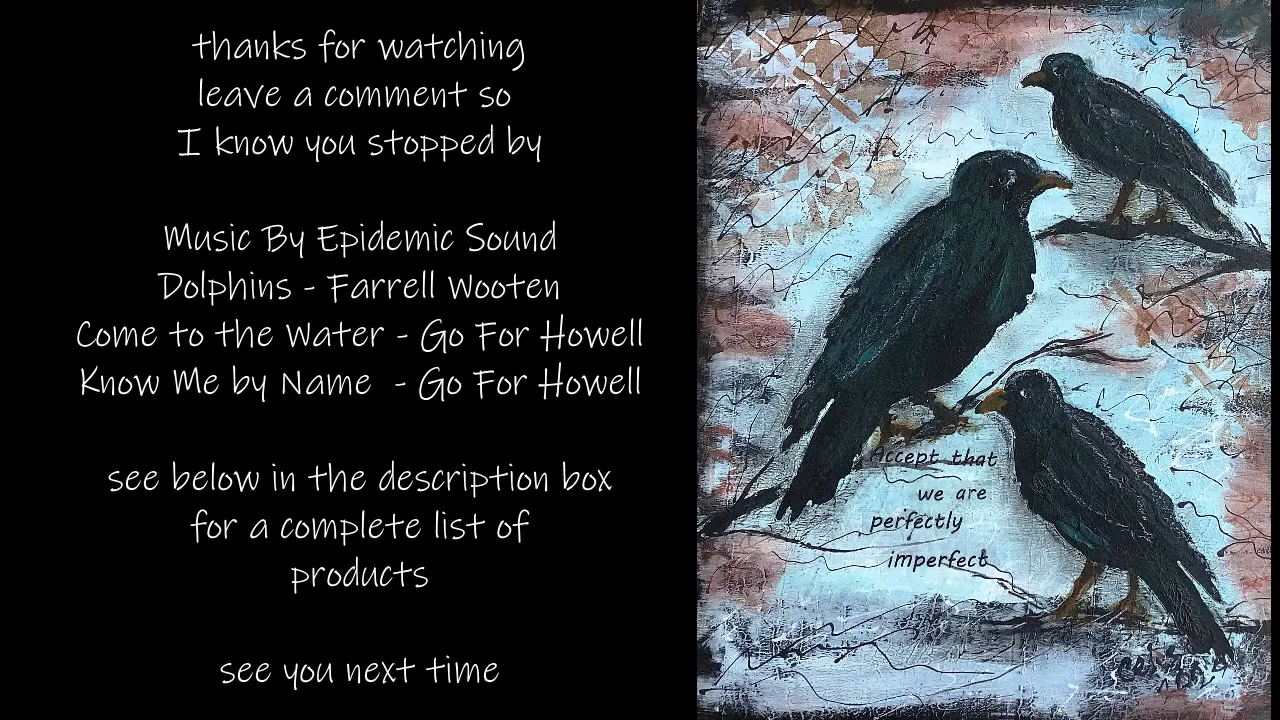 thanks for watching
leave a comment so
I know you stopped by
Music By Epidemic Sound
Dolphins - Farrell Wooten
Come to the Water - Go For Howell
Know Me by Name - Go For Howell
see below in the description box
for a complete list of
products
see you next time
Accept that
we are
perfectly
imperfect